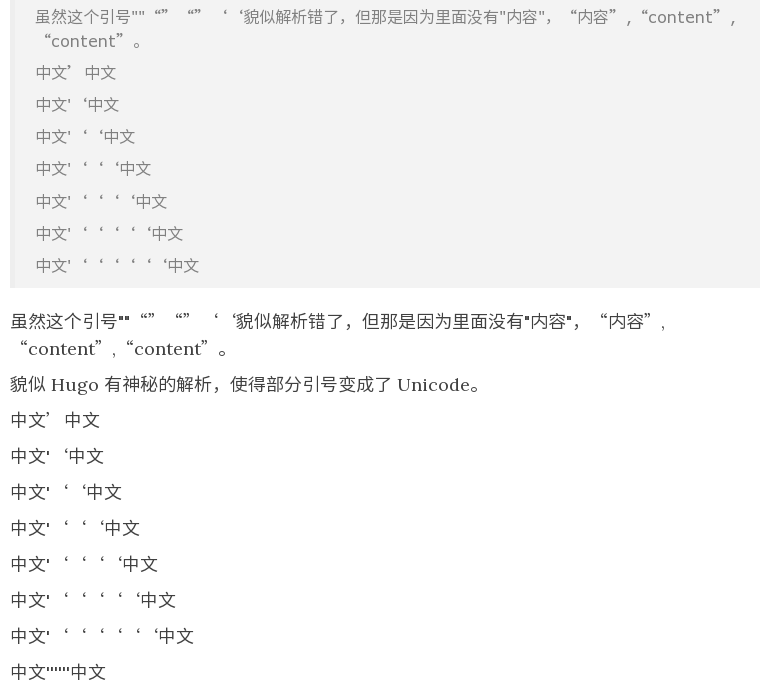 虽然这个引号""“”“”‘‘貌似解析错了，但那是因为里面没有"内容"，“内容”,“content”,
“content”。
中文’中文
中文'‘中文
中文'‘‘中文
中文'‘‘‘中文
中文'‘‘‘‘中文
中文'‘‘‘‘‘中文
中文'‘‘‘‘‘‘中文
虽然这个引号""“”“”‘‘貌似解析错了，但那是因为里面没有"内容"，“内容”,
“content”,“content”。
貌似 Hugo 有神秘的解析，使得部分引号变成了 Unicode。
中文’中文
中文'‘中文
中文'‘‘中文
中文'‘‘‘中文
中文'‘‘‘‘中文
中文'‘‘‘‘‘中文
中文'‘‘‘‘‘‘中文
中文''''''中文